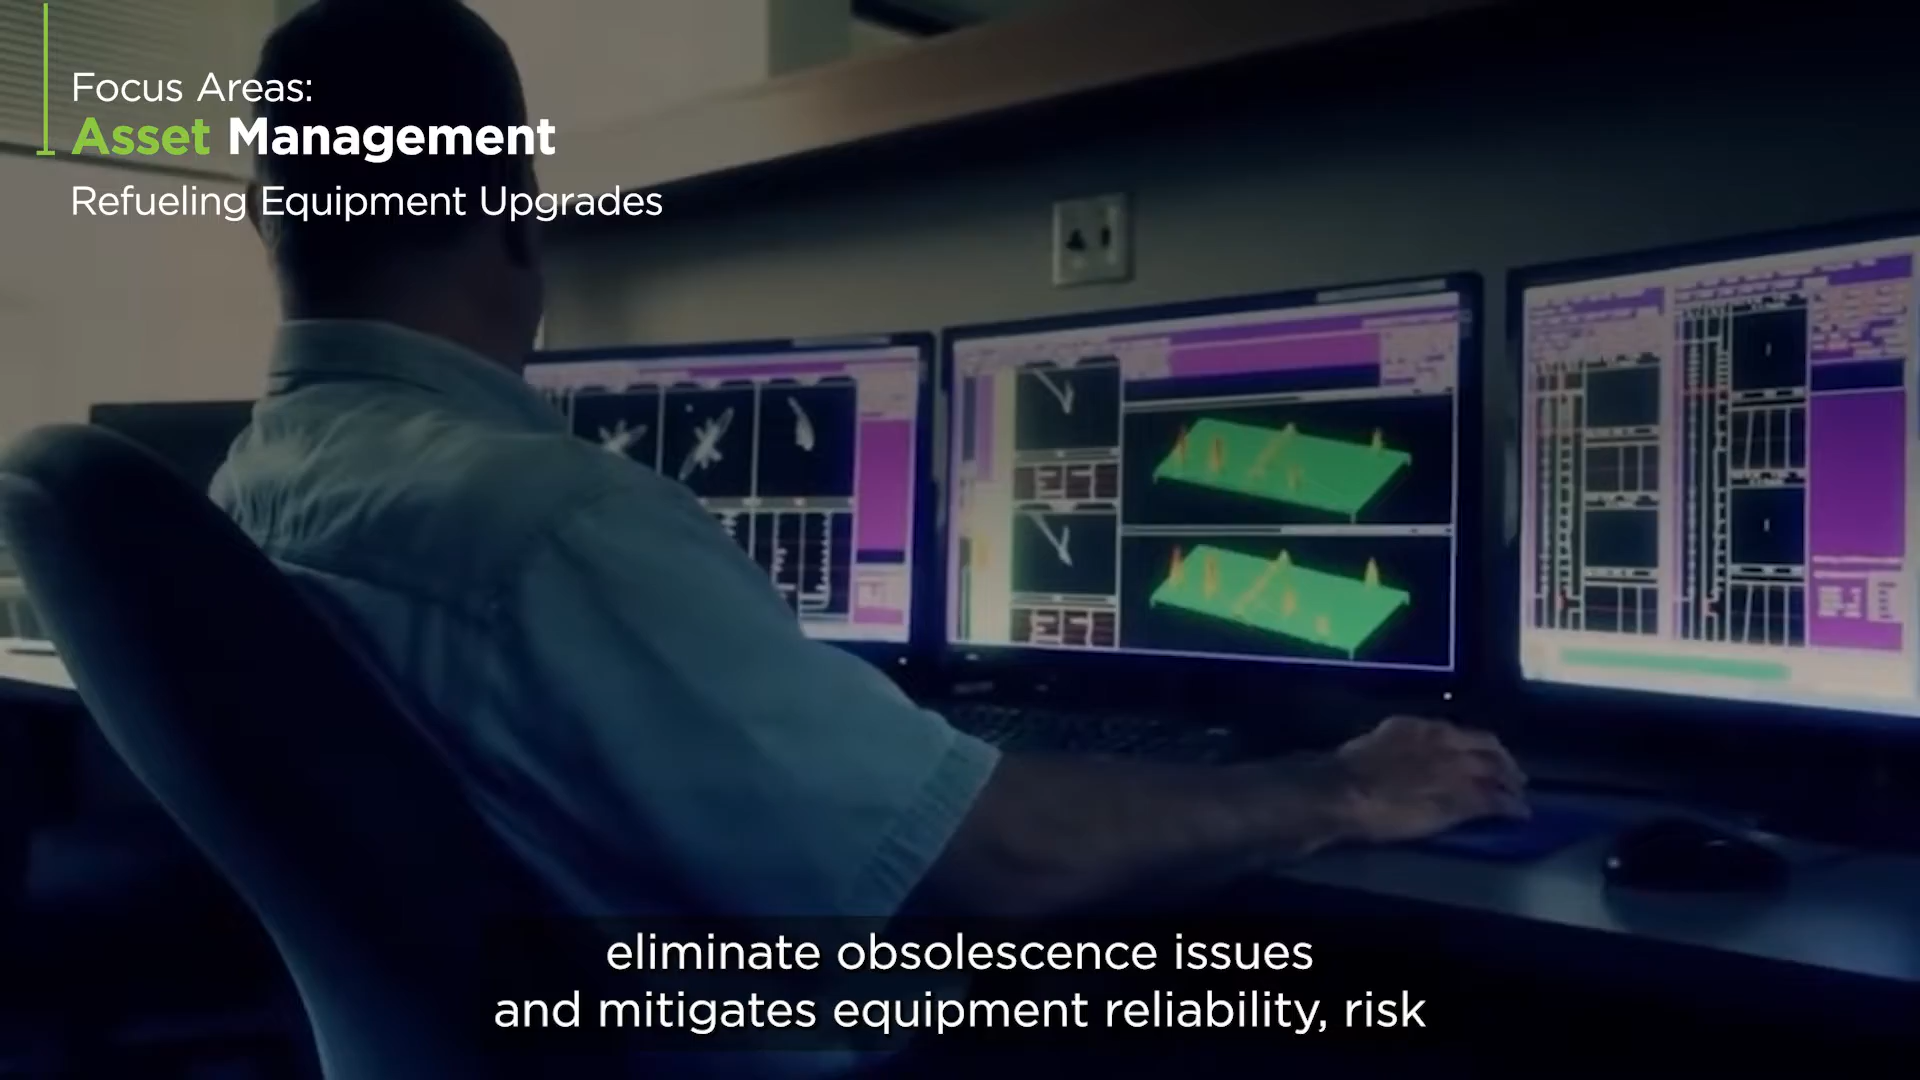 Focus Areas:
Asset Management
Refueling Equipment Upgrades
eliminate obsolescence issues
and mitigates equipment reliability, risk